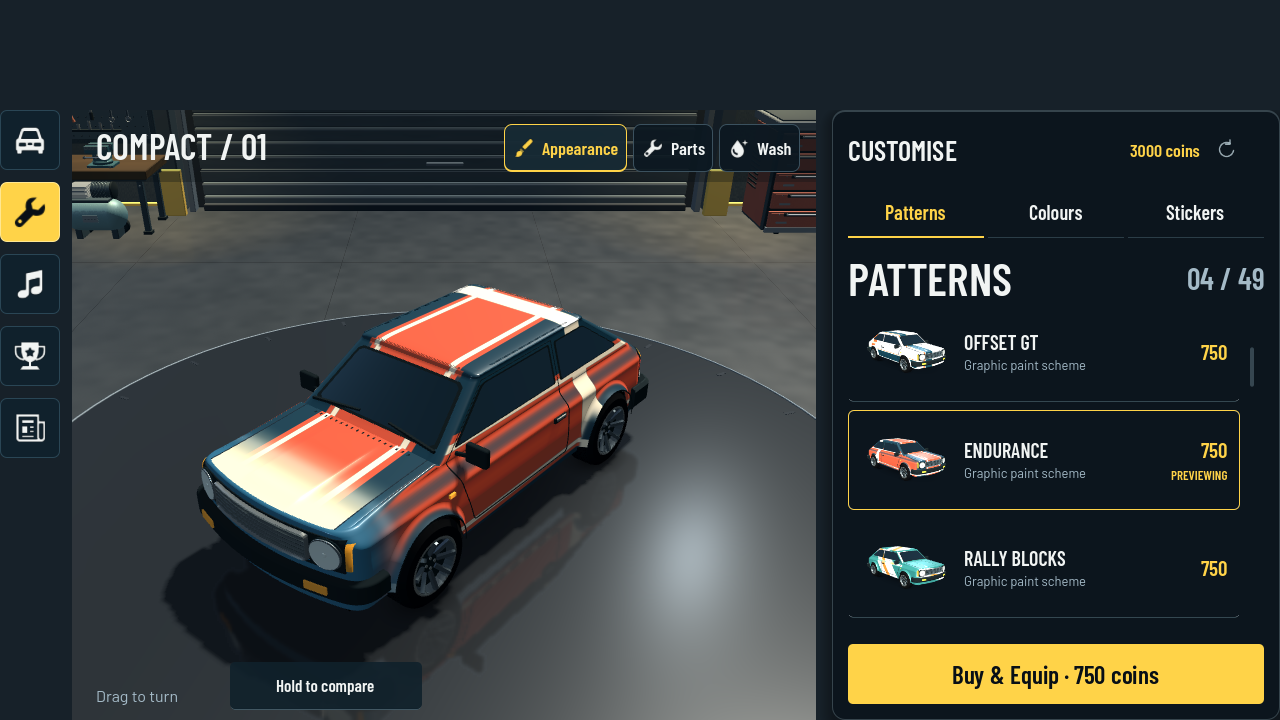 COMPACT / 01
Appearance
Parts
Wash
CUSTOMISE
3000 coins
Patterns
Colours
Stickers
PATTERNS
04 / 49
OFFSET GT
Graphic paint scheme
750
ENDURANCE
Graphic paint scheme
750
PREVIEWING
RALLY BLOCKS
Graphic paint scheme
750
Buy & Equip · 750 coins
Drag to turn
Hold to compare